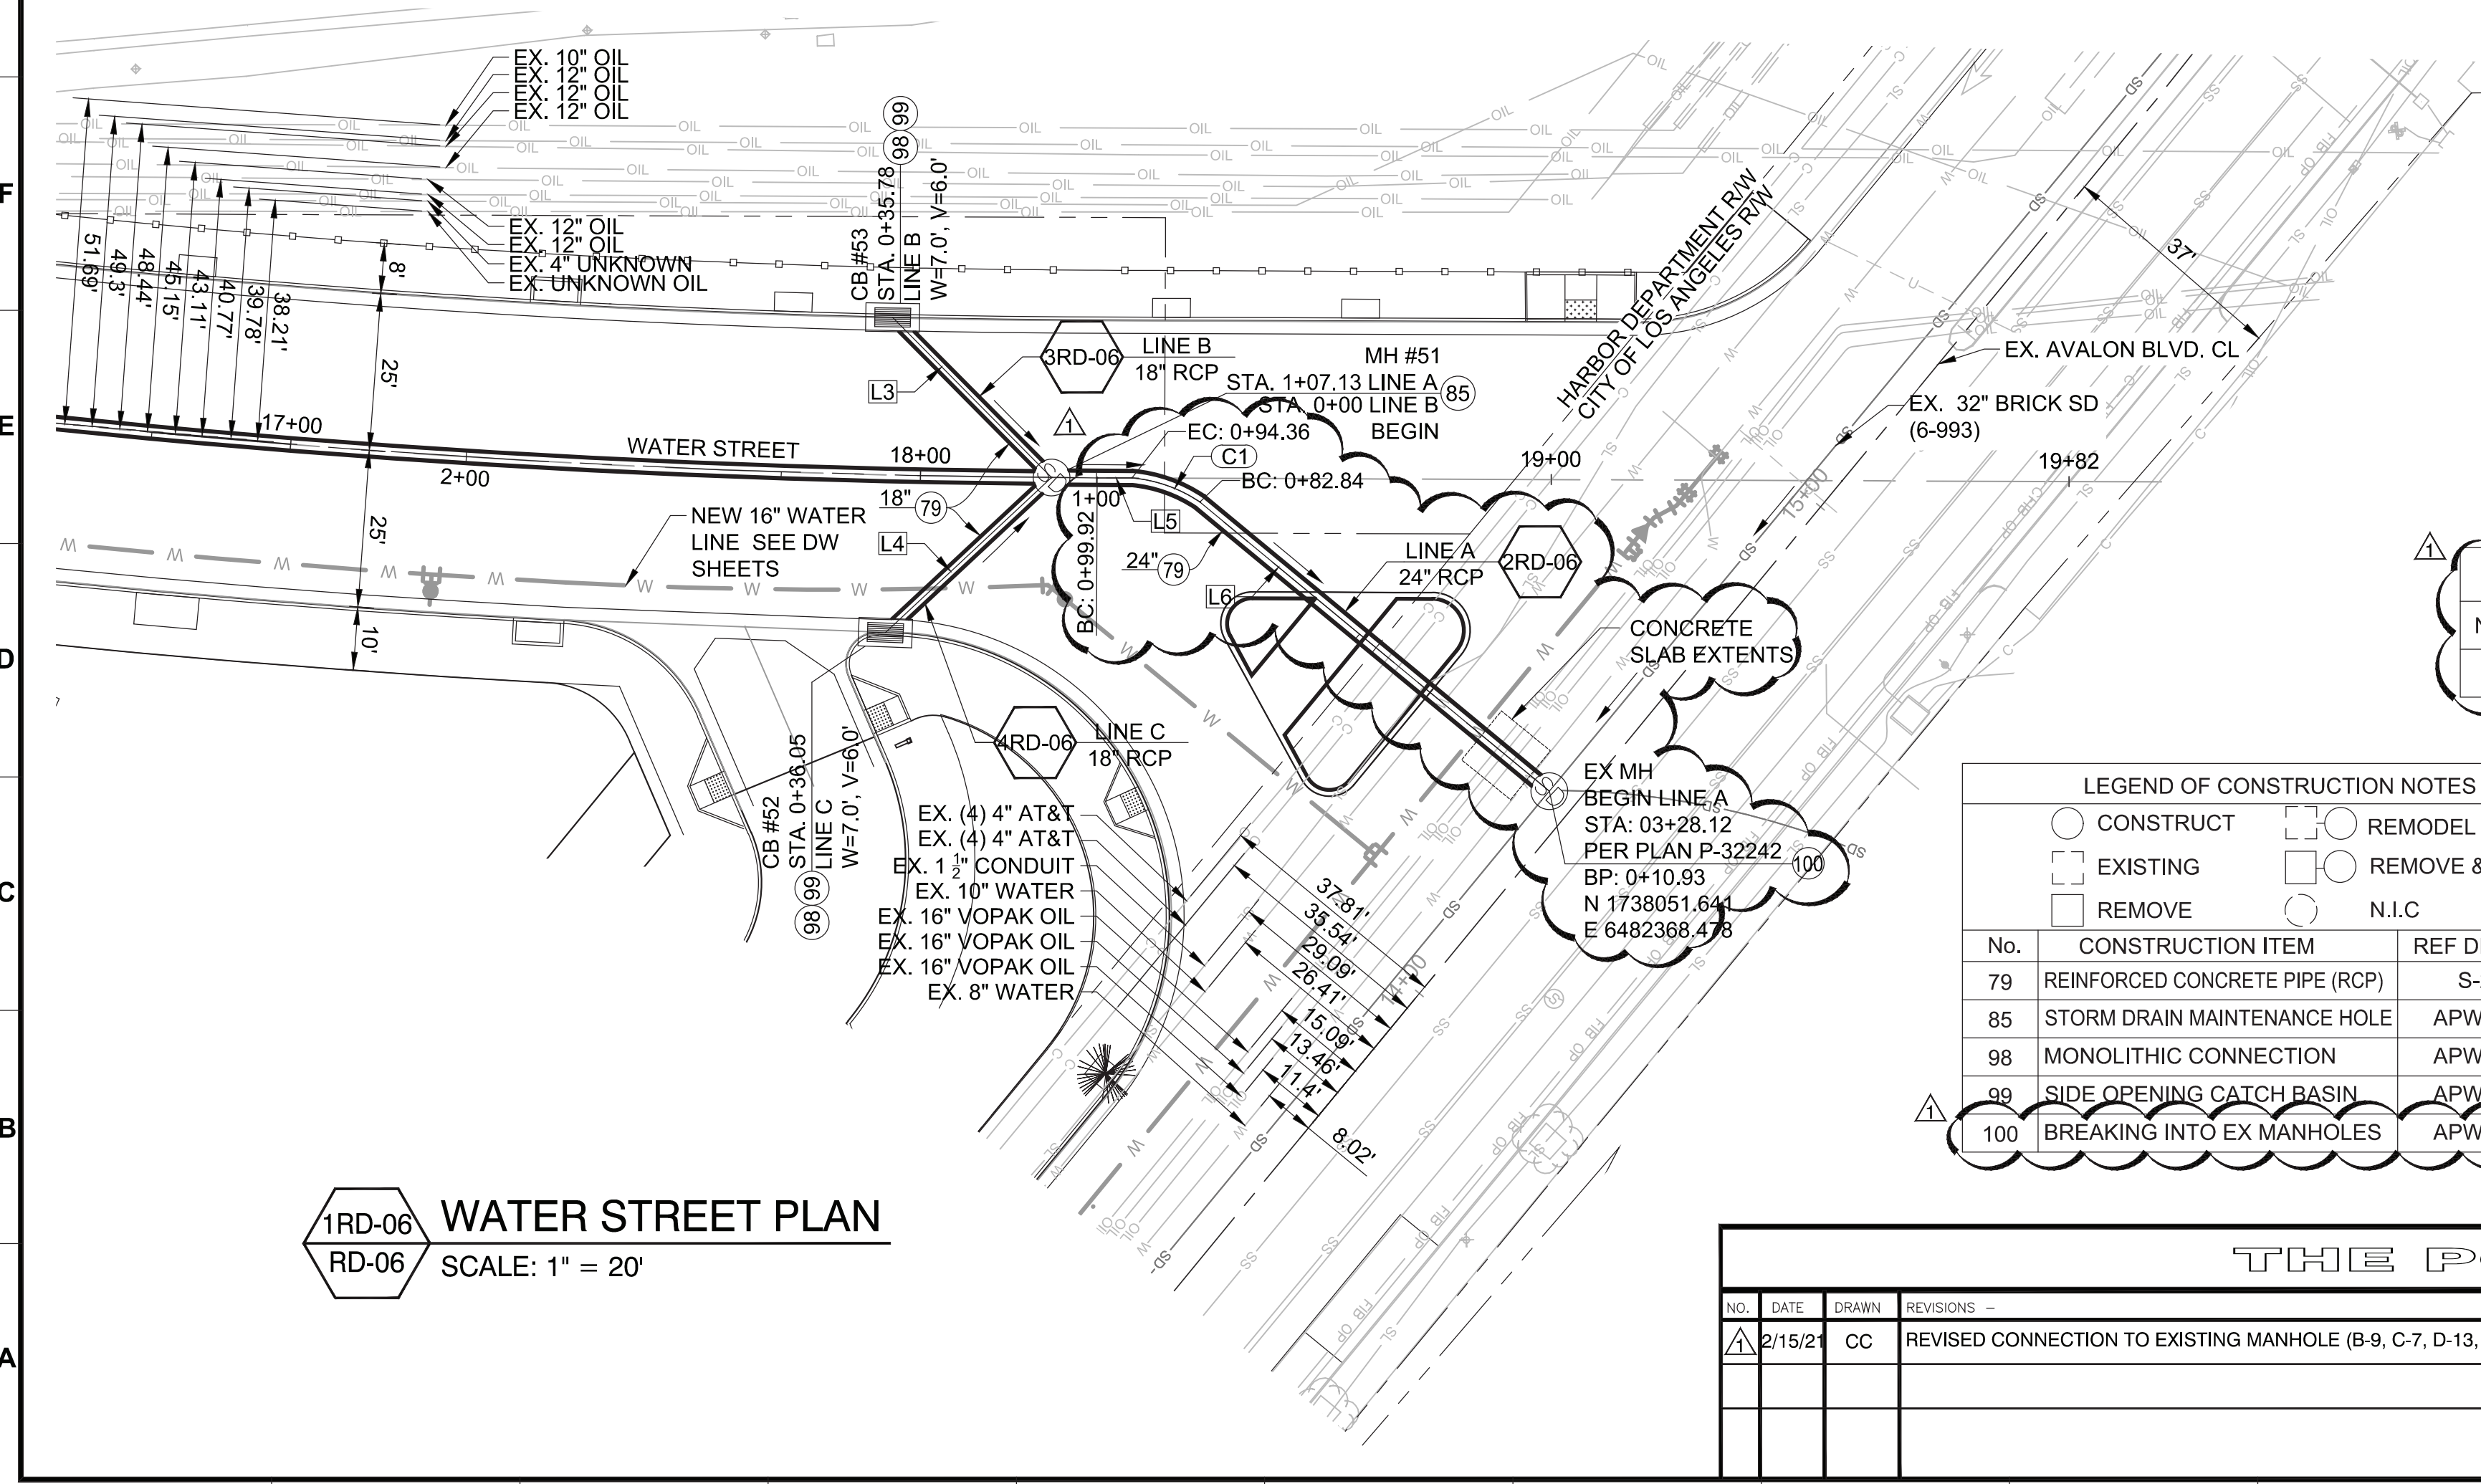 EX. 10" OIL
EX. 12" OIL
EX. 12" OIL
EX. 12" OIL
EX. 12" OIL
EX. 12" OIL
EX. 4" UNKNOWN
EX. UNKNOWN OIL
51.69'
49.3'
48.44'
45.15'
43.11'
40.77'
39.78'
38.21'
8'
25'
25'
10'
17+00
2+00
WATER STREET
18+00
1+00
19+00
19+82
CB #53
STA. 0+35.78
LINE B
W=7.0', V=6.0'
98 99
L3
3RD-06
LINE B
18" RCP
MH #51
STA. 1+07.13 LINE A
STA. 0+00 LINE B
BEGIN
85
1
EC: 0+94.36
C1
BC: 0+82.84
BC: 0+99.92
L5
18" 79
L4
24" 79
L6
LINE A
24" RCP
2RD-06
NEW 16" WATER
LINE SEE DW
SHEETS
HARBOR DEPARTMENT R/W
CITY OF LOS ANGELES R/W
37'
EX. AVALON BLVD. CL
EX. 32" BRICK SD
(6-993)
15+00
14+00
CONCRETE
SLAB EXTENTS
4RD-06
LINE C
18" RCP
CB #52
STA. 0+36.05
LINE C
W=7.0', V=6.0'
98 99
EX. (4) 4" AT&T
EX. (4) 4" AT&T
EX. 1 1/2" CONDUIT
EX. 10" WATER
EX. 16" VOPAK OIL
EX. 16" VOPAK OIL
EX. 16" VOPAK OIL
EX. 8" WATER
37.81'
35.54'
29.09'
26.41'
15.09'
13.46'
11.4'
8.02'
EX MH
BEGIN LINE A
STA: 03+28.12
PER PLAN P-32242
BP: 0+10.93
N 1738051.641
E 6482368.478
100
1
LEGEND OF CONSTRUCTION NOTES
CONSTRUCT REMODEL
EXISTING REMOVE &
REMOVE N.I.C
No. CONSTRUCTION ITEM REF
79 REINFORCED CONCRETE PIPE (RCP)
85 STORM DRAIN MAINTENANCE HOLE APW
98 MONOLITHIC CONNECTION APW
99 SIDE OPENING CATCH BASIN APW
1
100 BREAKING INTO EX MANHOLES APW
1RD-06
RD-06
WATER STREET PLAN
SCALE: 1" = 20'
THE
NO. DATE DRAWN REVISIONS –
1 2/15/21 CC REVISED CONNECTION TO EXISTING MANHOLE (B-9, C-7, D-13,
F
E
D
C
B
A